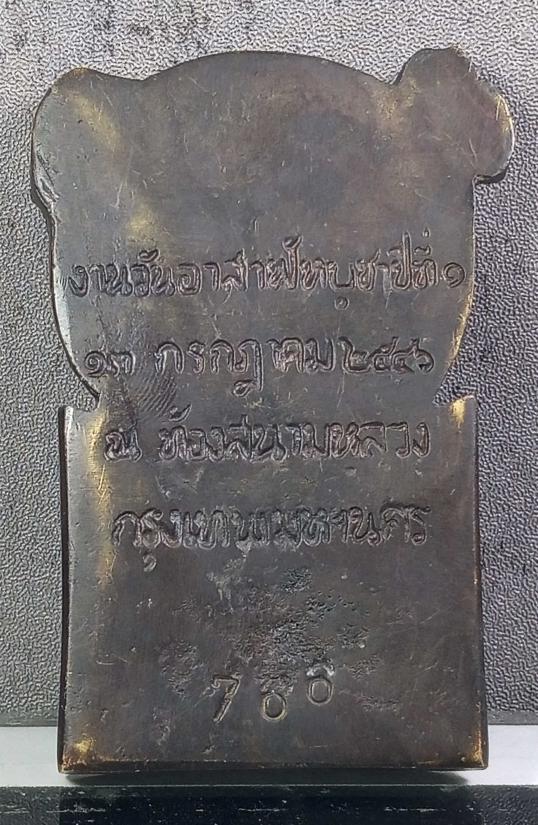 งานวันอาสาฬหบูชาปีที่ ๑
๑๓ กรกฎาคม ๒๕๔๖
ณ ท้องสนามหลวง
กรุงเทพมหานคร